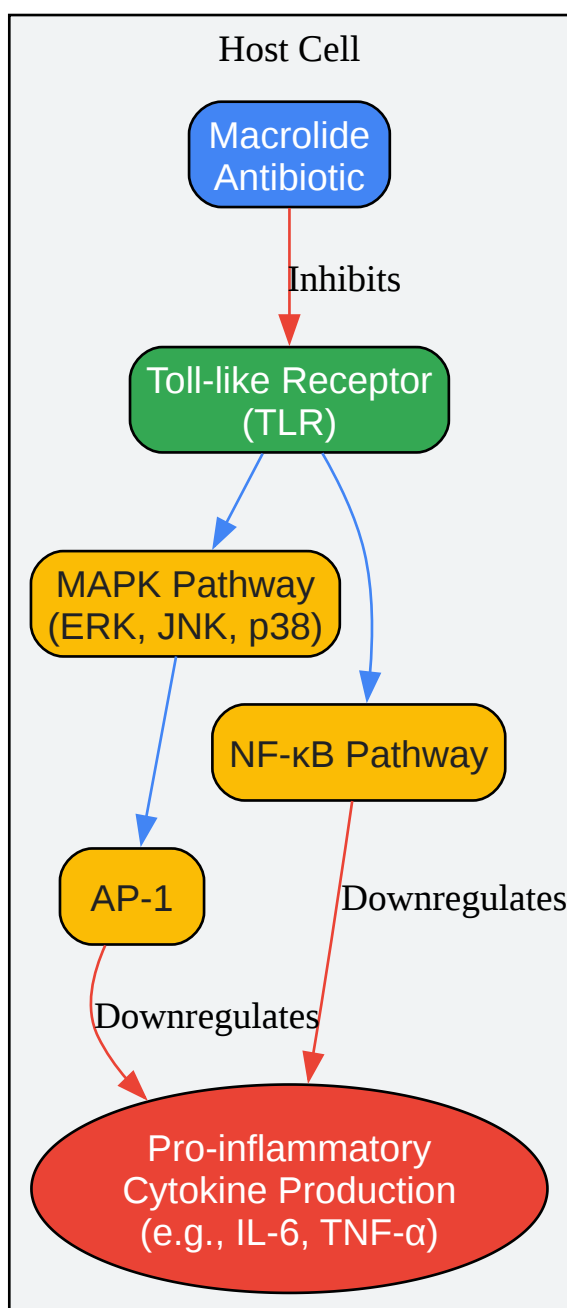 Host Cell
Macrolide
Antibiotic
Inhibits
Toll-like Receptor
(TLR)
MAPK Pathway
(ERK, JNK, p38)
NF-κB Pathway
AP-1
Downregulates
Downregulates
Pro-inflammatory
Cytokine Production
(e.g., IL-6, TNF-α)